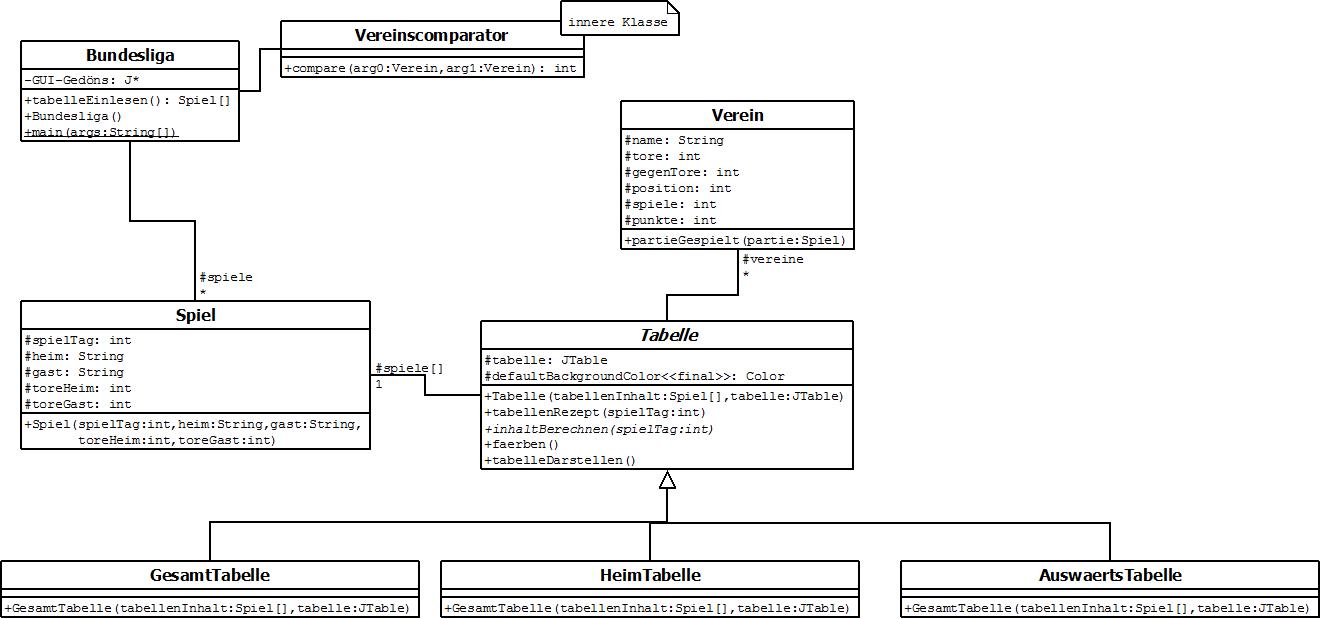 innere Klasse
Vereinscomparator
+compare(arg0:Verein,arg1:Verein): int
Bundesliga
-GUI-Gedöns: J*
+tabelleEinlesen(): Spiel[]
+Bundesliga()
+main(args:String[])
Verein
#name: String
#tore: int
#gegenTore: int
#position: int
#spiele: int
#punkte: int
+partieGespielt(partie:Spiel)
#vereine
*
#spiele
*
Spiel
#spielTag: int
#heim: String
#gast: String
#toreHeim: int
#toreGast: int
+Spiel(spielTag:int,heim:String,gast:String,
toreHeim:int,toreGast:int)
#spiele[]
1
Tabelle
#tabelle: JTable
#defaultBackgroundColor<<final>>: Color
+Tabelle(tabellenInhalt:Spiel[],tabelle:JTable)
+tabellenRezept(spielTag:int)
+inhaltBerechnen(spielTag:int)
+faerben()
+tabelleDarstellen()
GesamtTabelle
+GesamtTabelle(tabellenInhalt:Spiel[],tabelle:JTable)
HeimTabelle
+GesamtTabelle(tabellenInhalt:Spiel[],tabelle:JTable)
AuswaertsTabelle
+GesamtTabelle(tabellenInhalt:Spiel[],tabelle:JTable)